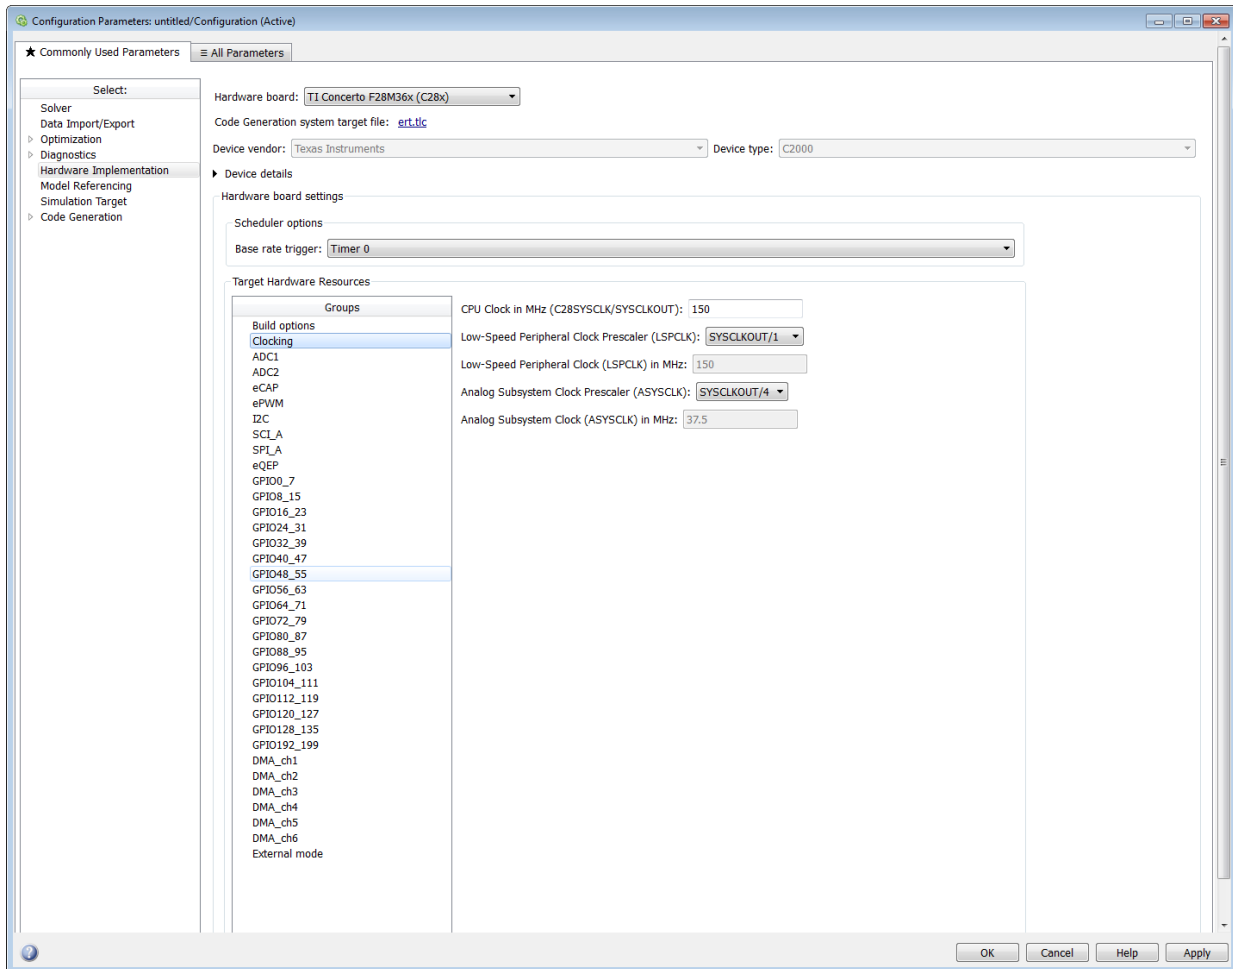 Configuration Parameters: untitled/Configuration (Active)
★ Commonly Used Parameters
≡ All Parameters
Select:
Solver
Data Import/Export
Optimization
Diagnostics
Hardware Implementation
Model Referencing
Simulation Target
Code Generation
Hardware board: TI Concerto F28M36x (C28x)
Code Generation system target file: ert.tlc
Device vendor: Texas Instruments Device type: C2000
Device details
Hardware board settings
Scheduler options
Base rate trigger: Timer 0
Target Hardware Resources
Groups
Build options
Clocking
ADC1
ADC2
eCAP
ePWM
I2C
SCI_A
SPI_A
eQEP
GPIO0_7
GPIO8_15
GPIO16_23
GPIO24_31
GPIO32_39
GPIO40_47
GPIO48_55
GPIO56_63
GPIO64_71
GPIO72_79
GPIO80_87
GPIO88_95
GPIO96_103
GPIO104_111
GPIO112_119
GPIO120_127
GPIO128_135
GPIO192_199
DMA_ch1
DMA_ch2
DMA_ch3
DMA_ch4
DMA_ch5
DMA_ch6
External mode
CPU Clock in MHz (C28SYSCLK/SYSCLKOUT): 150
Low-Speed Peripheral Clock Prescaler (LSPCLK): SYSCLKOUT/1
Low-Speed Peripheral Clock (LSPCLK) in MHz: 150
Analog Subsystem Clock Prescaler (ASYSCLK): SYSCLKOUT/4
Analog Subsystem Clock (ASYSCLK) in MHz: 37.5
?
OK Cancel Help Apply